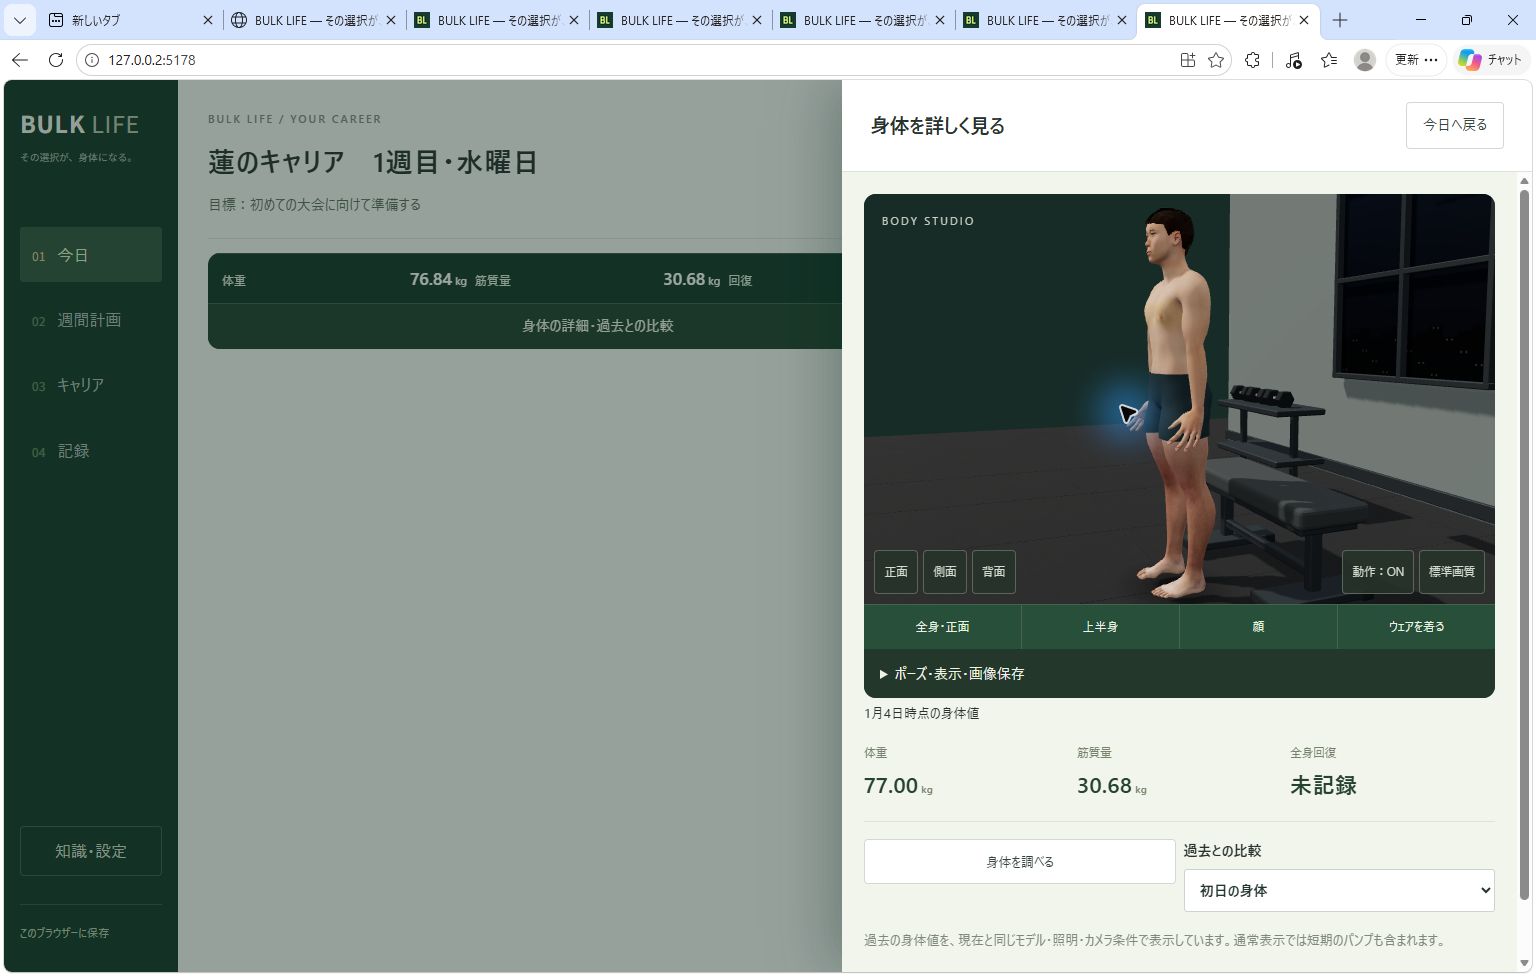 新しいタブ
BULK LIFE — その選択が
BULK LIFE — その選択が
BULK LIFE — その選択が
BULK LIFE — その選択が
BULK LIFE — その選択が
BULK LIFE — その選択が
127.0.0.2:5178
更新
チャット
BULK LIFE
その選択が、身体になる。
01 今日
02 週間計画
03 キャリア
04 記録
知識・設定
このブラウザーに保存
BULK LIFE / YOUR CAREER
蓮のキャリア 1週目・水曜日
目標：初めての大会に向けて準備する
体重 76.84 kg 筋質量 30.68 kg 回復
身体の詳細・過去との比較
身体を詳しく見る
今日へ戻る
BODY STUDIO
正面 側面 背面
動作：ON 標準画質
全身・正面 上半身 顔 ウェアを着る
▶ ポーズ・表示・画像保存
1月4日時点の身体値
体重 筋質量 全身回復
77.00 kg 30.68 kg 未記録
身体を調べる
過去との比較
初日の身体
過去の身体値を、現在と同じモデル・照明・カメラ条件で表示しています。通常表示では短期のパンプも含まれます。